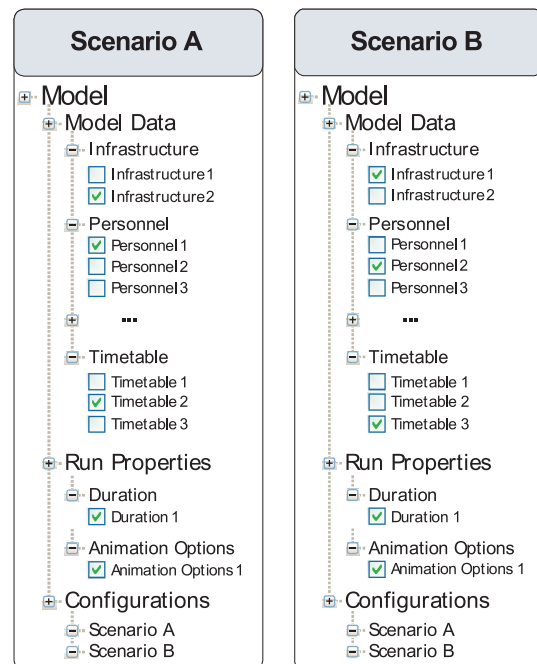 Scenario A
Model
Model Data
Infrastructure
Infrastructure1
Infrastructure2
Personnel
Personnel1
Personnel2
Personnel3
...
Timetable
Timetable 1
Timetable 2
Timetable 3
Run Properties
Duration
Duration 1
Animation Options
Animation Options 1
Configurations
Scenario A
Scenario B
Scenario B
Model
Model Data
Infrastructure
Infrastructure1
Infrastructure2
Personnel
Personnel1
Personnel2
Personnel3
...
Timetable
Timetable 1
Timetable 2
Timetable 3
Run Properties
Duration
Duration 1
Animation Options
Animation Options 1
Configurations
Scenario A
Scenario B